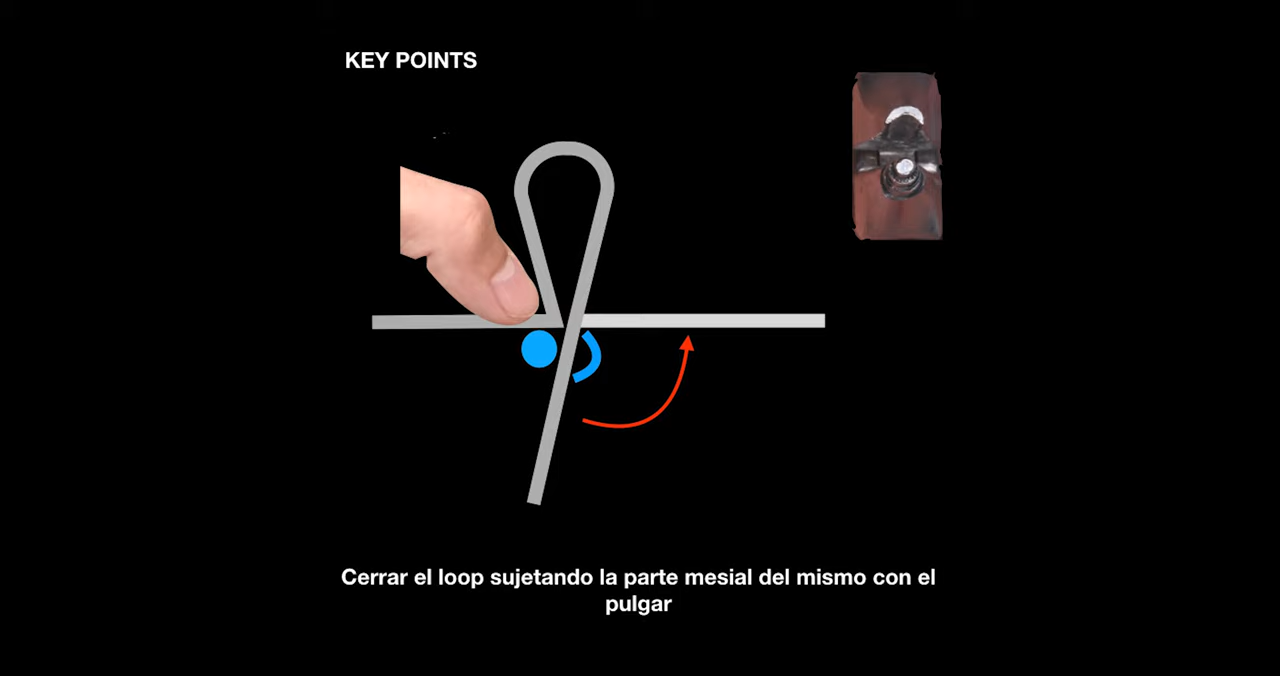 KEY POINTS
Cerrar el loop sujetando la parte mesial del mismo con el
pulgar